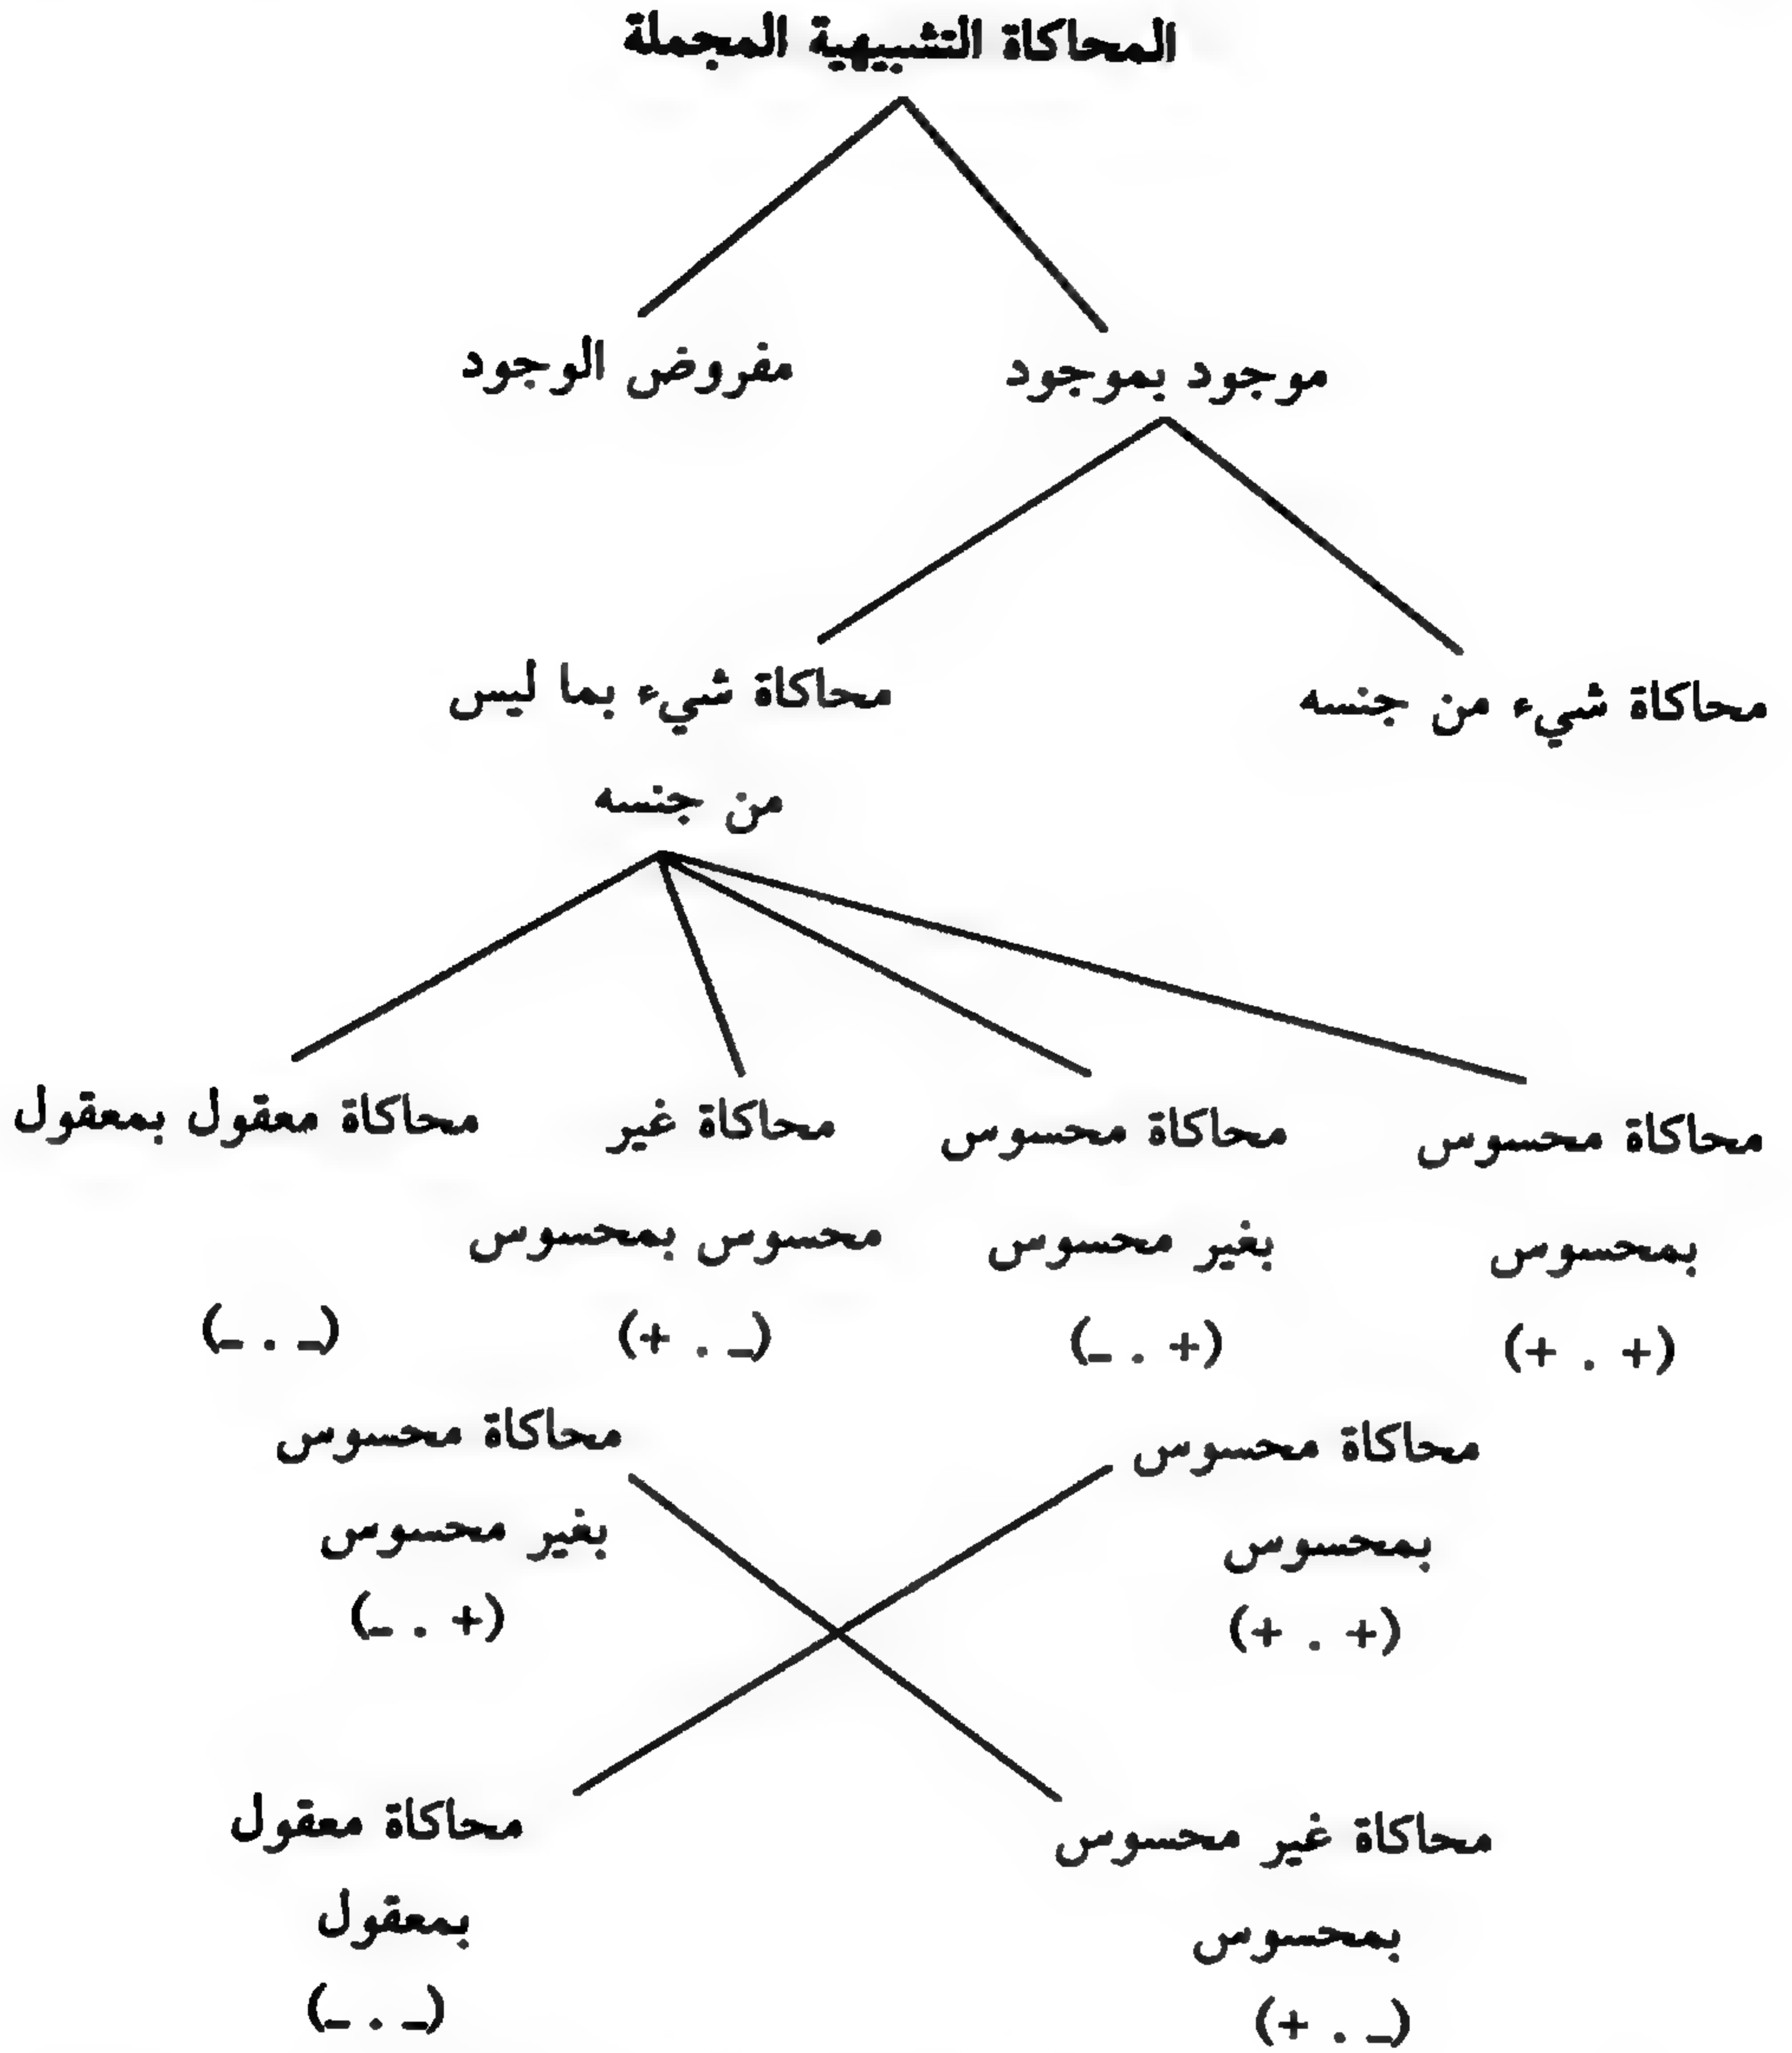 المحاكاة التشبيهية المجملة
موجود بموجود
مفروض الوجود
محاكاة شيء من جنسه
محاكاة شيء بما ليس
من جنسه
محاكاة محسوس
بمحسوس
(+ . +)
محاكاة محسوس
بغير محسوس
(+ . _)
محاكاة غير
محسوس بمحسوس
(_ . +)
محاكاة معقول بمعقول
(_ . _)
محاكاة محسوس
بمحسوس
(+ . +)
محاكاة محسوس
بغير محسوس
(+ . _)
محاكاة غير محسوس
بمحسوس
(_ . +)
محاكاة معقول
بمعقول
(_ . _)